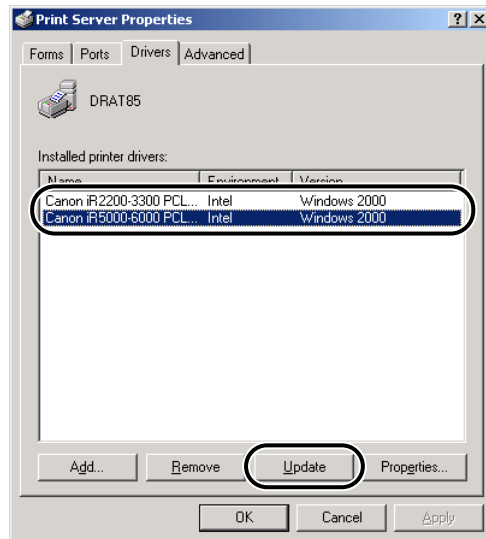 Print Server Properties
Forms Ports Drivers Advanced
DRAT85
Installed printer drivers:
Name Environment Version
Canon iR2200-3300 PCL... Intel Windows 2000
Canon iR5000-6000 PCL... Intel Windows 2000
Add... Remove Update Properties...
OK Cancel Apply